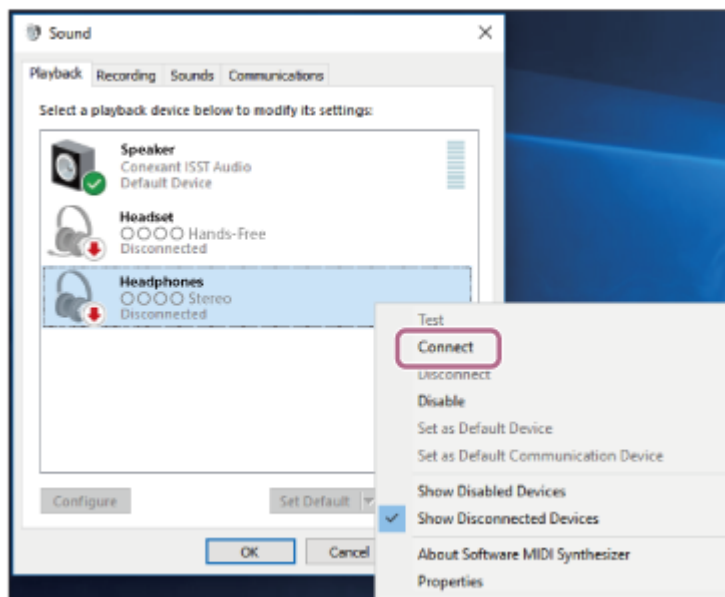 Sound
Playback Recording Sounds Communications
Select a playback device below to modify its settings:
Speaker
Conexant ISST Audio
Default Device
Headset
○○○○ Hands-Free
Disconnected
Headphones
○○○○ Stereo
Disconnected
Test
Connect
Disconnect
Disable
Set as Default Device
Set as Default Communication Device
Show Disabled Devices
Show Disconnected Devices
About Software MIDI Synthesizer
Properties
Configure Set Default
OK Cancel